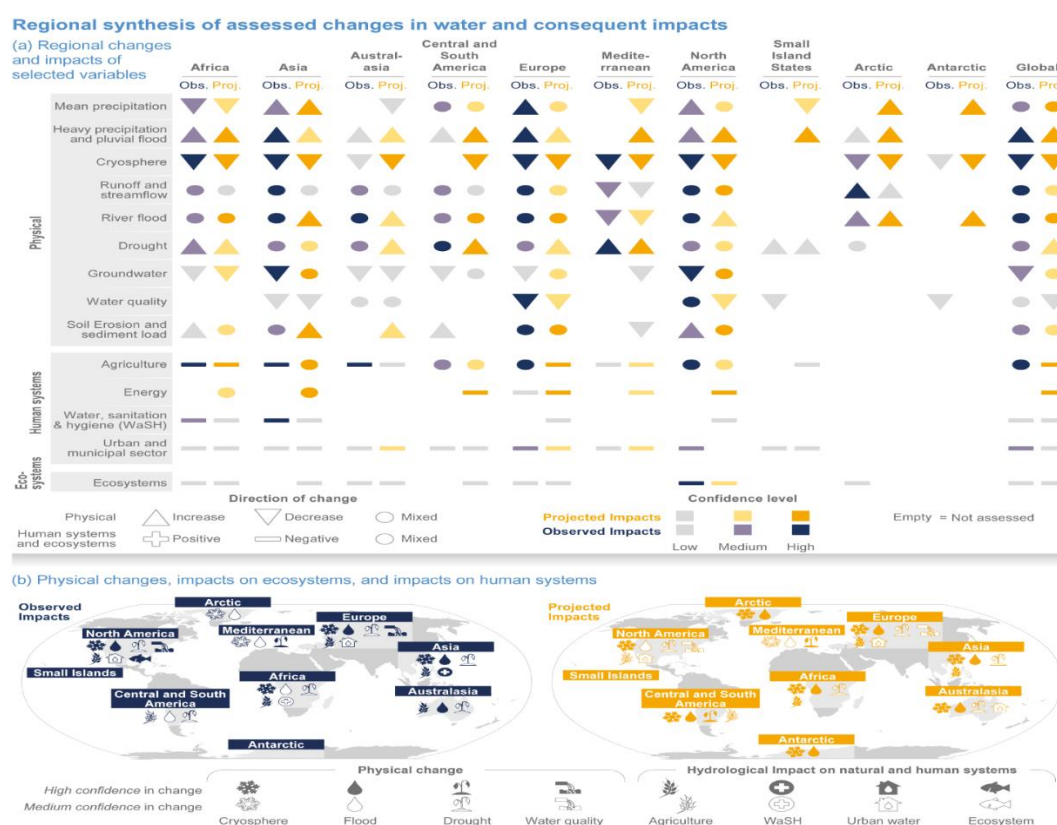 Regional synthesis of assessed changes in water and consequent impacts
(a) Regional changes
and impacts of
selected variables
Africa
Asia
Austral-
asia
Central and
South
America
Europe
Medite-
rranean
North
America
Small
Island
States
Arctic
Antarctic
Global
Obs. Proj. Obs. Proj. Obs. Proj. Obs. Proj. Obs. Proj. Obs. Proj. Obs. Proj. Obs. Proj. Obs. Proj. Obs. Proj. Obs. Proj.
Physical
Mean precipitation
Heavy precipitation
and pluvial flood
Cryosphere
Runoff and
streamflow
River flood
Drought
Groundwater
Water quality
Soil Erosion and
sediment load
Human systems
Agriculture
Energy
Water, sanitation
& hygiene (WaSH)
Urban and
municipal sector
Eco-
systems
Ecosystems
Direction of change
Physical
Increase
Decrease
Mixed
Human systems
and ecosystems
Positive
Negative
Mixed
Confidence level
Projected Impacts
Observed Impacts
Low
Medium
High
Empty = Not assessed
(b) Physical changes, impacts on ecosystems, and impacts on human systems
Observed
Impacts
Arctic
North America
Mediterranean
Europe
Asia
Small Islands
Africa
Central and South
America
Australasia
Antarctic
Projected
Impacts
Arctic
North America
Mediterranean
Europe
Asia
Small Islands
Africa
Central and South
America
Australasia
Antarctic
Physical change
Hydrological Impact on natural and human systems
High confidence in change
Medium confidence in change
Cryosphere
Flood
Drought
Water quality
Agriculture
WaSH
Urban water
Ecosystem